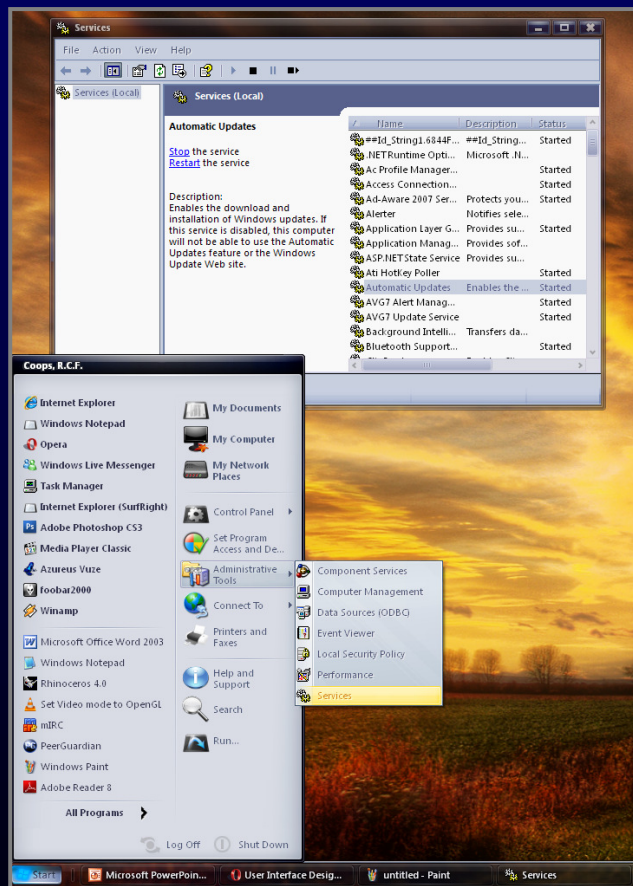 Services
File Action View Help
Services (Local)
Services (Local)
Automatic Updates
Stop the service
Restart the service
Description:
Enables the download and
installation of Windows updates. If
this service is disabled, this computer
will not be able to use the Automatic
Updates feature or the Windows
Update Web site.
Name Description Status
##Id_String1.6844F... ##Id_String... Started
.NET Runtime Opti... Microsoft .N...
Ac Profile Manager... Started
Access Connection... Started
Ad-Aware 2007 Ser... Protects you... Started
Alerter Notifies sele...
Application Layer G... Provides su... Started
Application Manag... Provides sof...
ASP.NET State Service Provides su...
Ati HotKey Poller Started
Automatic Updates Enables the ... Started
AVG7 Alert Manag... Started
AVG7 Update Service Started
Background Intelli... Transfers da...
Bluetooth Support... Started
Coops, R.C.F.
Internet Explorer
Windows Notepad
Opera
Windows Live Messenger
Task Manager
Internet Explorer (SurfRight)
Adobe Photoshop CS3
Media Player Classic
Azureus Vuze
foobar2000
Winamp
Microsoft Office Word 2003
Windows Notepad
Rhinoceros 4.0
Set Video mode to OpenGL
mIRC
PeerGuardian
Windows Paint
Adobe Reader 8
All Programs
My Documents
My Computer
My Network
Places
Control Panel
Set Program
Access and De...
Administrative
Tools
Connect To
Printers and
Faxes
Help and
Support
Search
Run...
Component Services
Computer Management
Data Sources (ODBC)
Event Viewer
Local Security Policy
Performance
Services
Log Off Shut Down
Start Microsoft PowerPoin... User Interface Desig... untitled - Paint Services